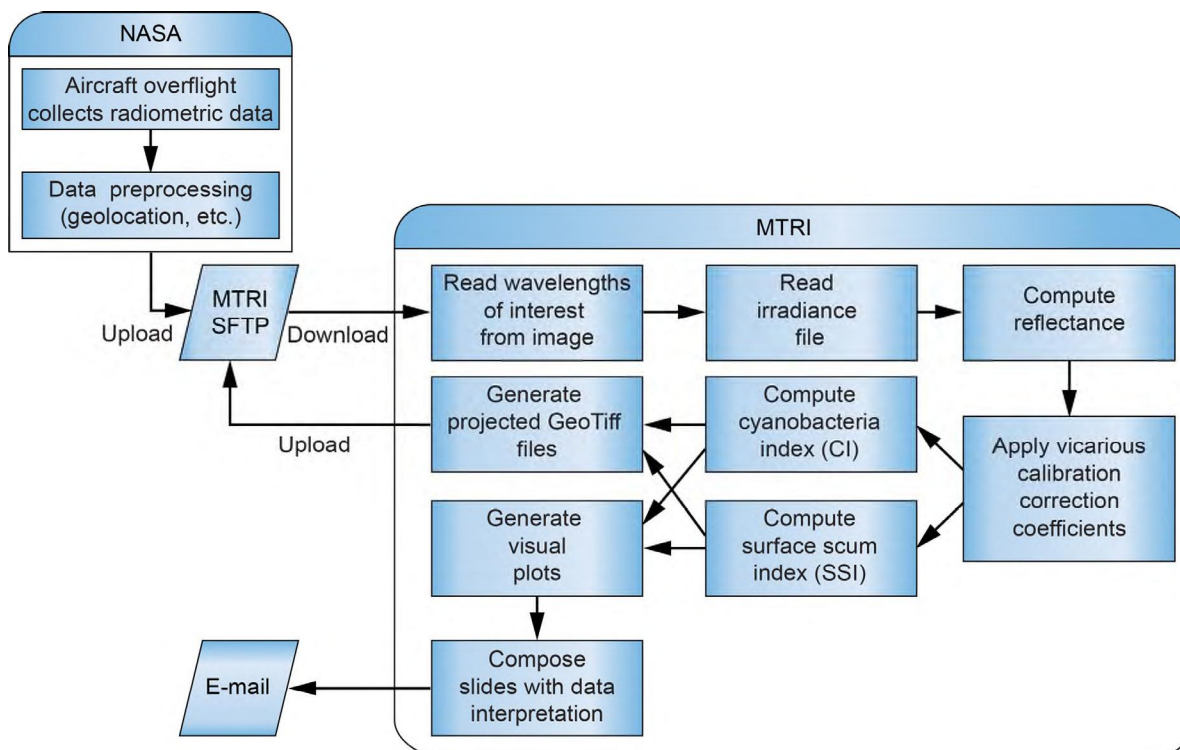 NASA
Aircraft overflight
collects radiometric data
Data preprocessing
(geolocation, etc.)
Upload
MTRI
SFTP
Download
MTRI
Read wavelengths
of interest
from image
Read
irradiance
file
Compute
reflectance
Apply vicarious
calibration
correction
coefficients
Compute
cyanobacteria
index (CI)
Compute
surface scum
index (SSI)
Generate
projected GeoTiff
files
Upload
Generate
visual
plots
Compose
slides with data
interpretation
E-mail